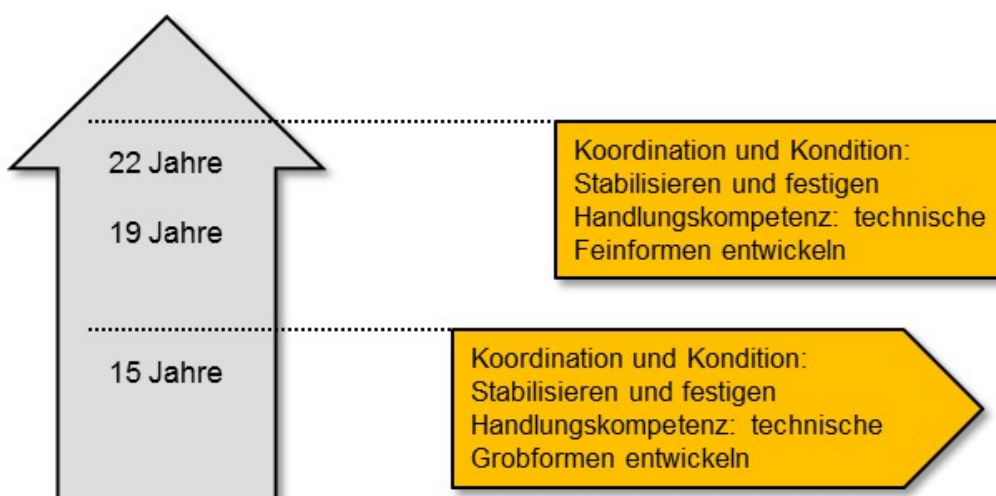 22 Jahre
19 Jahre
Koordination und Kondition:
Stabilisieren und festigen
Handlungskompetenz: technische
Feinformen entwickeln
15 Jahre
Koordination und Kondition:
Stabilisieren und festigen
Handlungskompetenz: technische
Grobformen entwickeln